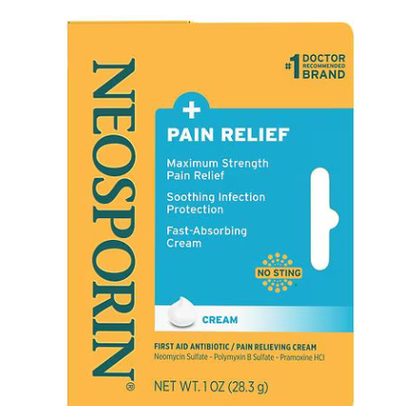 NEOSPORIN®
#1 DOCTOR
RECOMMENDED
BRAND
PAIN RELIEF
Maximum Strength
Pain Relief
Soothing Infection
Protection
Fast-Absorbing
Cream
NO STING
CREAM
FIRST AID ANTIBIOTIC / PAIN RELIEVING CREAM
Neomycin Sulfate - Polymyxin B Sulfate - Pramoxine HCl
NET WT. 1 OZ (28.3 g)